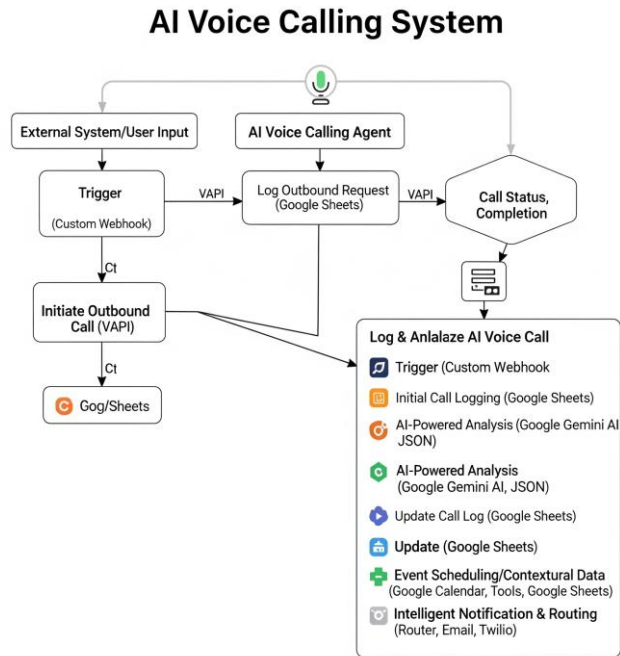 AI Voice Calling System
External System/User Input
AI Voice Calling Agent
Trigger
(Custom Webhook)
VAPI
Log Outbound Request
(Google Sheets)
VAPI
Call Status,
Completion
Ct
Initiate Outbound
Call (VAPI)
Ct
Gog/Sheets
Log & Anlalaze AI Voice Call
Trigger (Custom Webhook
Initial Call Logging (Google Sheets)
AI-Powered Analysis (Google Gemini AI
JSON)
AI-Powered Analysis
(Google Gemini AI, JSON)
Update Call Log (Google Sheets)
Update (Google Sheets)
Event Scheduling/Contextural Data
(Google Calendar, Tools, Google Sheets)
Intelligent Notification & Routing
(Router, Email, Twilio)